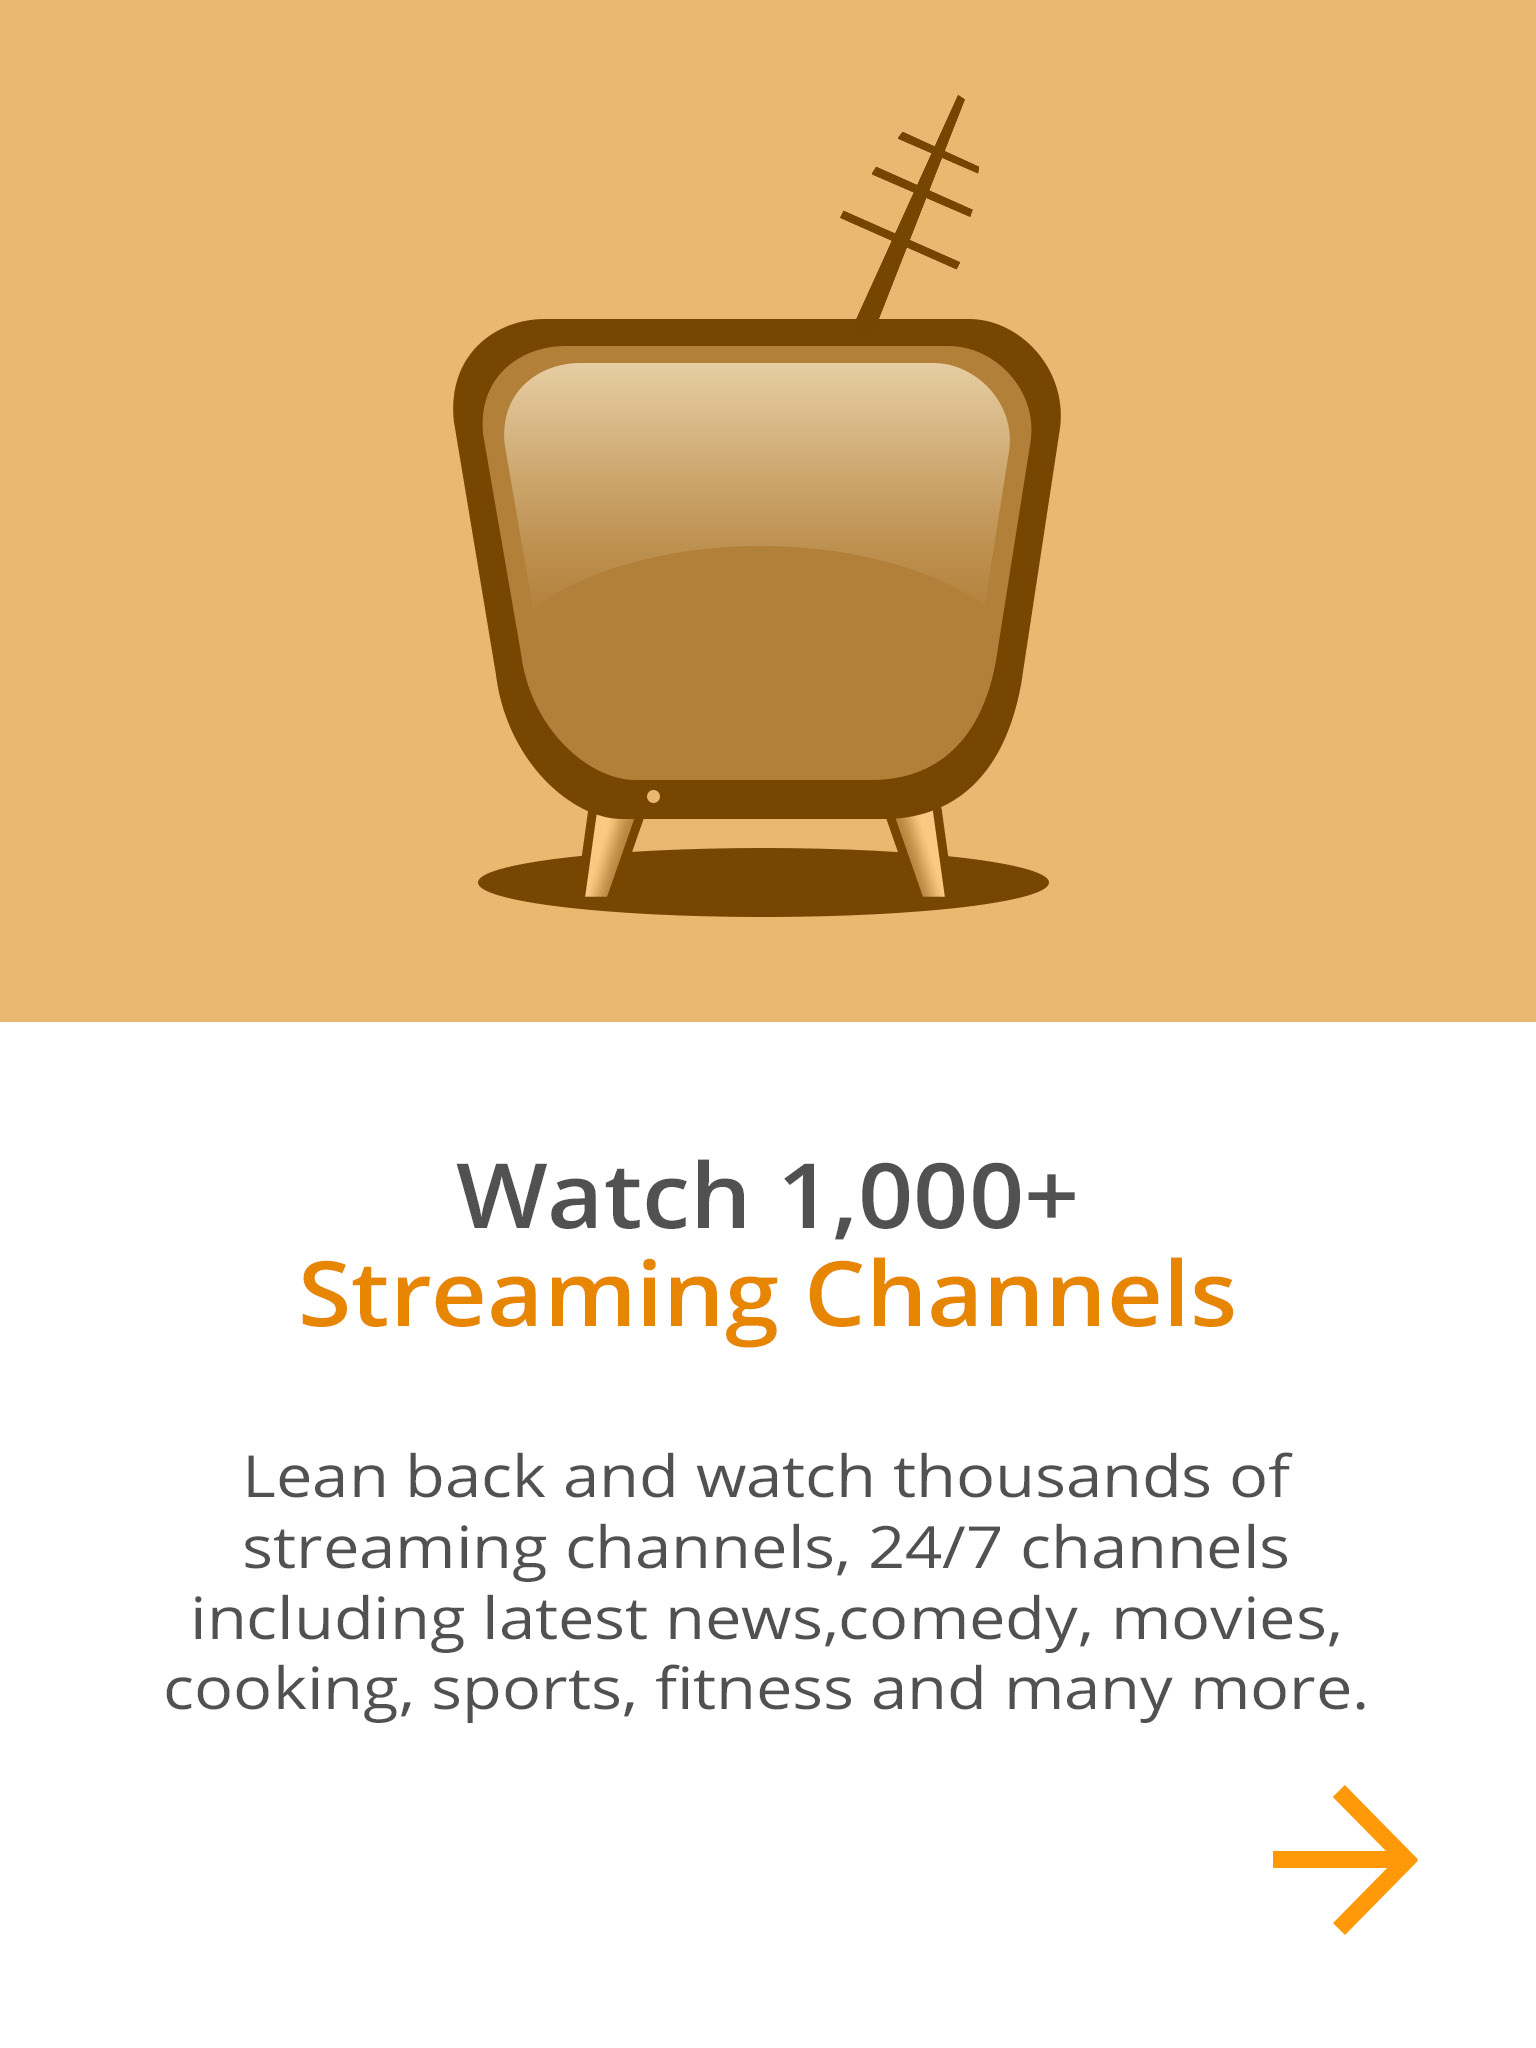 Watch 1,000+
Streaming Channels
Lean back and watch thousands of
streaming channels, 24/7 channels
including latest news,comedy, movies,
cooking, sports, fitness and many more.